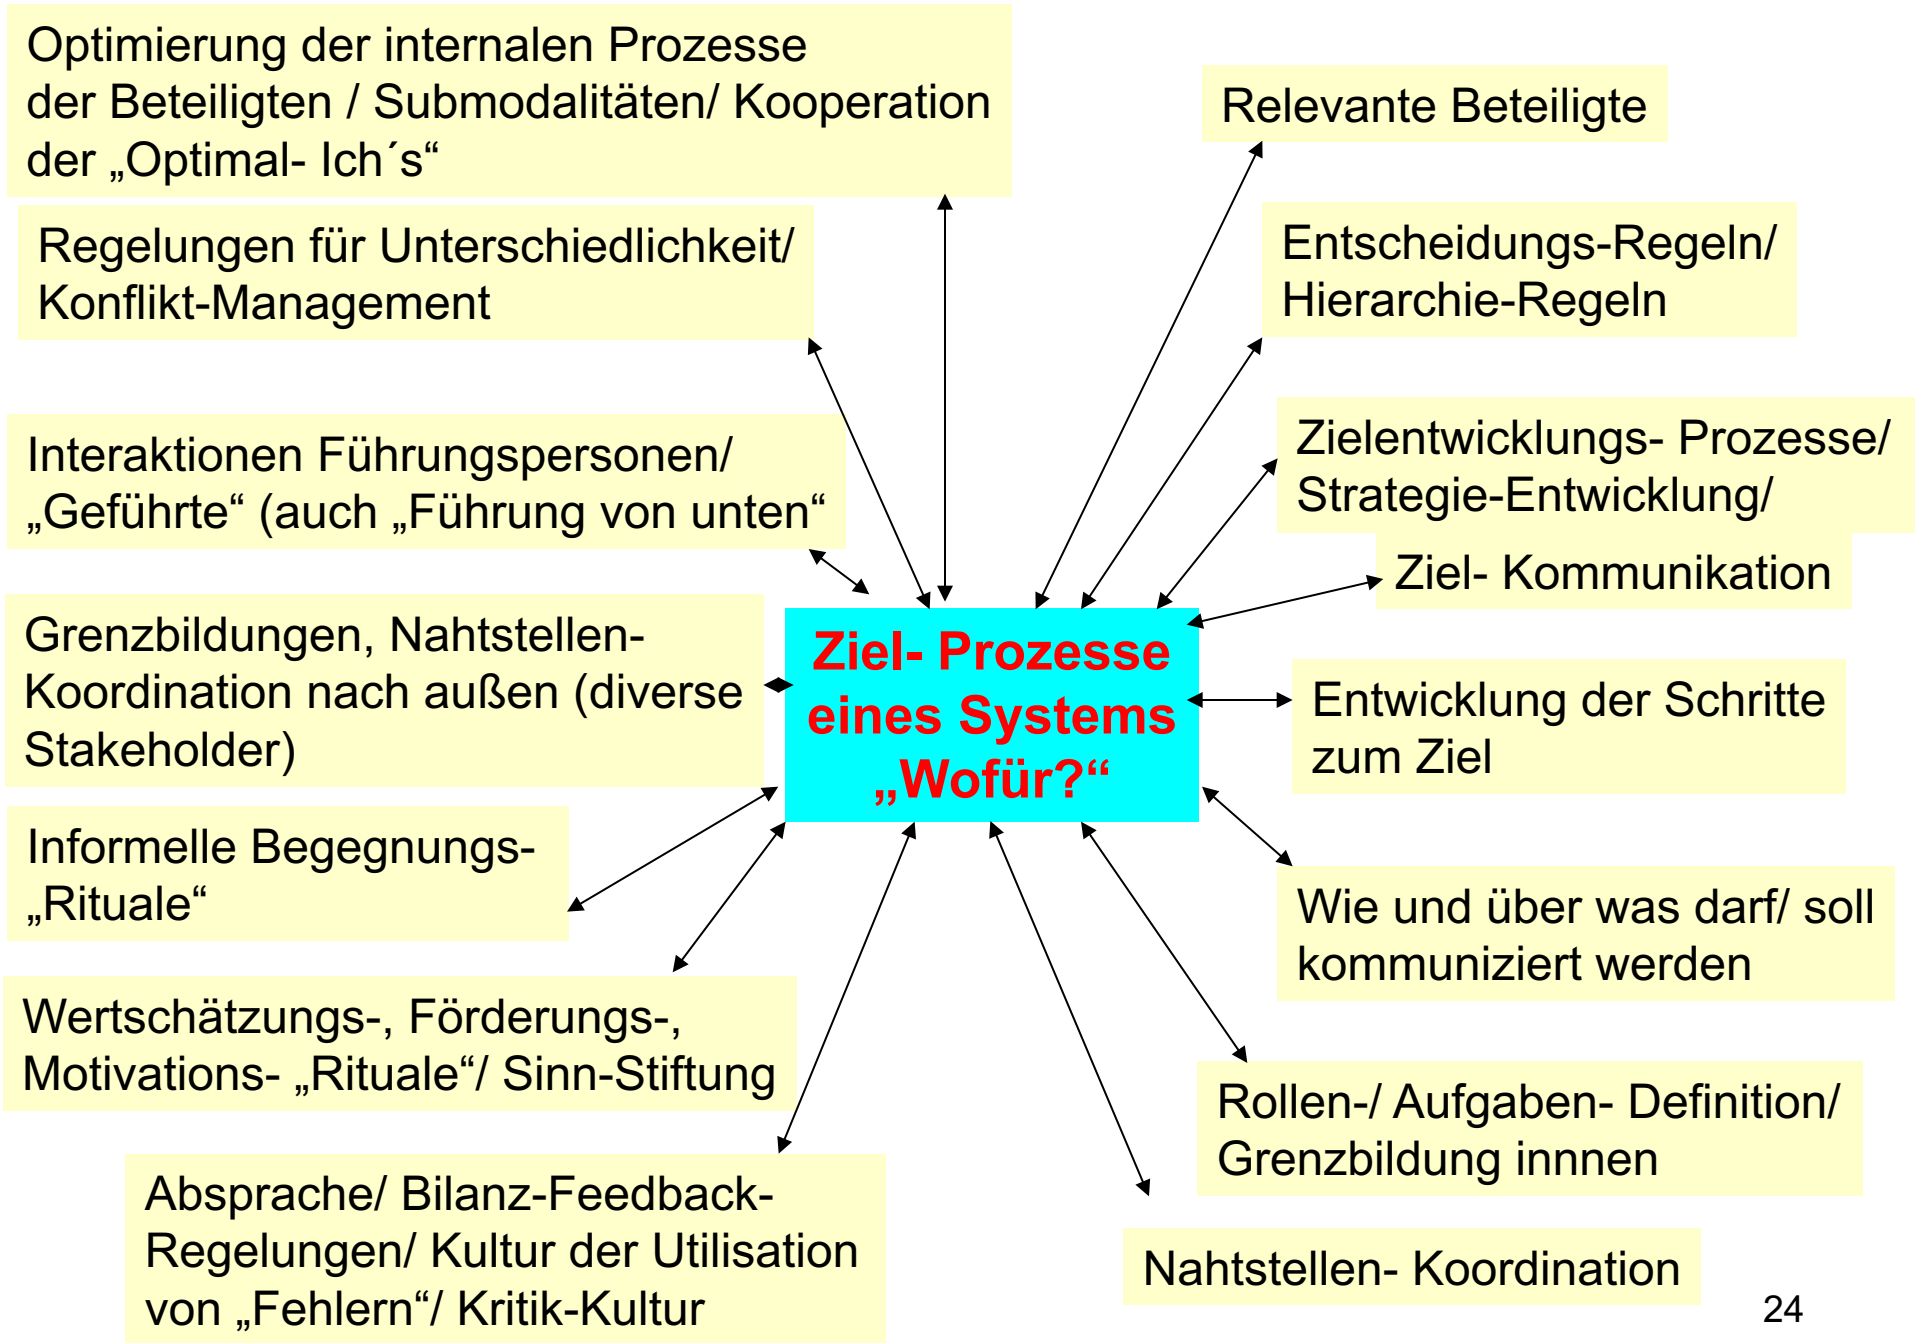 Optimierung der internalen Prozesse
der Beteiligten / Submodalitäten/ Kooperation
der „Optimal- Ich´s“
Relevante Beteiligte
Regelungen für Unterschiedlichkeit/
Konflikt-Management
Entscheidungs-Regeln/
Hierarchie-Regeln
Interaktionen Führungspersonen/
„Geführte“ (auch „Führung von unten“
Zielentwicklungs- Prozesse/
Strategie-Entwicklung/
Ziel- Kommunikation
Grenzbildungen, Nahtstellen-
Koordination nach außen (diverse
Stakeholder)
Ziel- Prozesse
eines Systems
„Wofür?“
Entwicklung der Schritte
zum Ziel
Informelle Begegnungs-
„Rituale“
Wie und über was darf/ soll
kommuniziert werden
Wertschätzungs-, Förderungs-,
Motivations- „Rituale“/ Sinn-Stiftung
Rollen-/ Aufgaben- Definition/
Grenzbildung innnen
Absprache/ Bilanz-Feedback-
Regelungen/ Kultur der Utilisation
von „Fehlern“/ Kritik-Kultur
Nahtstellen- Koordination
24